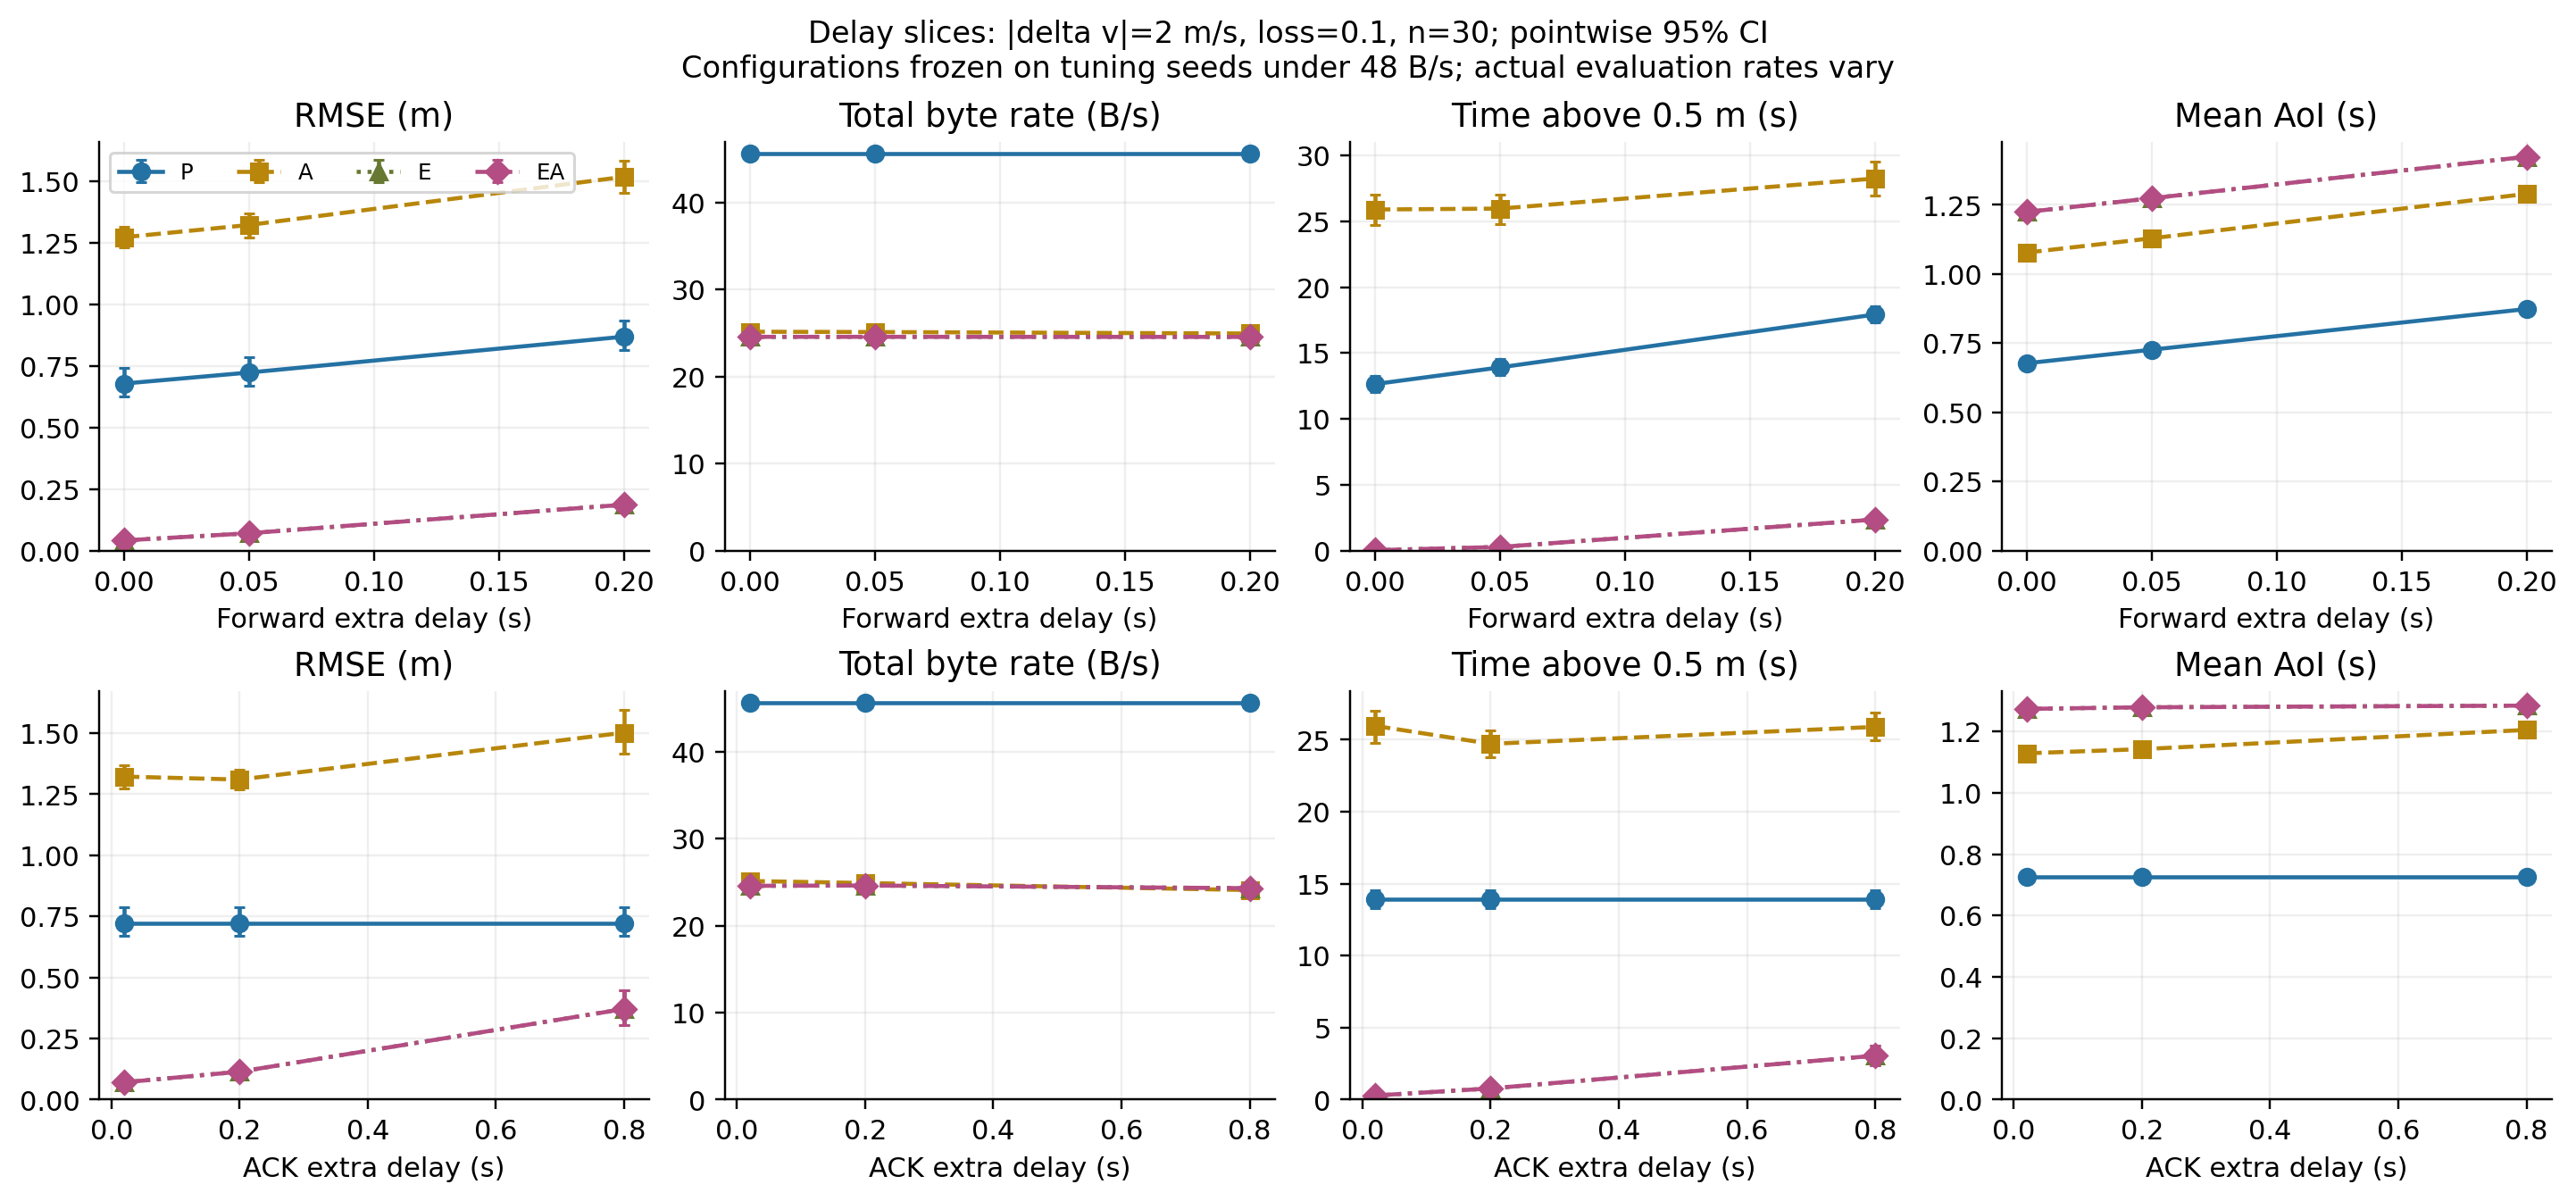 Delay slices: |delta v|=2 m/s, loss=0.1, n=30; pointwise 95% CI
Configurations frozen on tuning seeds under 48 B/s; actual evaluation rates vary
RMSE (m)
P A E EA
1.50
1.25
1.00
0.75
0.50
0.25
0.00
0.00 0.05 0.10 0.15 0.20
Forward extra delay (s)
Total byte rate (B/s)
40
30
20
10
0
0.00 0.05 0.10 0.15 0.20
Forward extra delay (s)
Time above 0.5 m (s)
30
25
20
15
10
5
0
0.00 0.05 0.10 0.15 0.20
Forward extra delay (s)
Mean AoI (s)
1.25
1.00
0.75
0.50
0.25
0.00
0.00 0.05 0.10 0.15 0.20
Forward extra delay (s)
RMSE (m)
1.50
1.25
1.00
0.75
0.50
0.25
0.00
0.0 0.2 0.4 0.6 0.8
ACK extra delay (s)
Total byte rate (B/s)
40
30
20
10
0
0.0 0.2 0.4 0.6 0.8
ACK extra delay (s)
Time above 0.5 m (s)
25
20
15
10
5
0
0.0 0.2 0.4 0.6 0.8
ACK extra delay (s)
Mean AoI (s)
1.2
1.0
0.8
0.6
0.4
0.2
0.0
0.0 0.2 0.4 0.6 0.8
ACK extra delay (s)